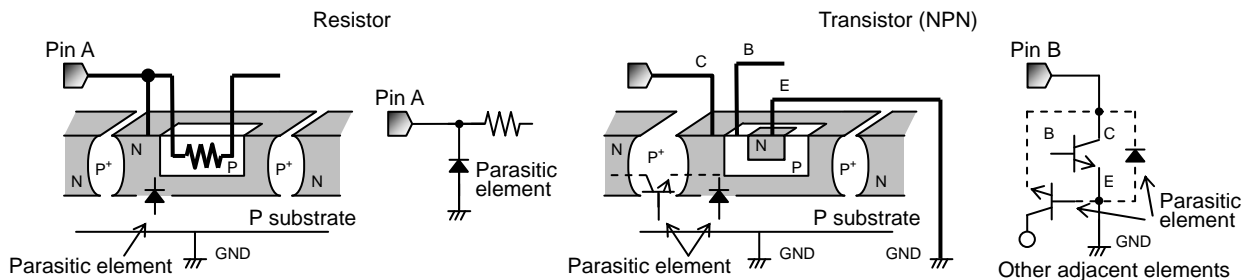 Resistor
Transistor (NPN)
Pin A
N
P+
N
P
P+
N
P substrate
Parasitic element
GND
Pin A
Parasitic
element
C
B
E
N
P+
N
P
P+
N
P substrate
Parasitic element
GND
GND
Pin B
B
C
E
Parasitic
element
GND
Other adjacent elements